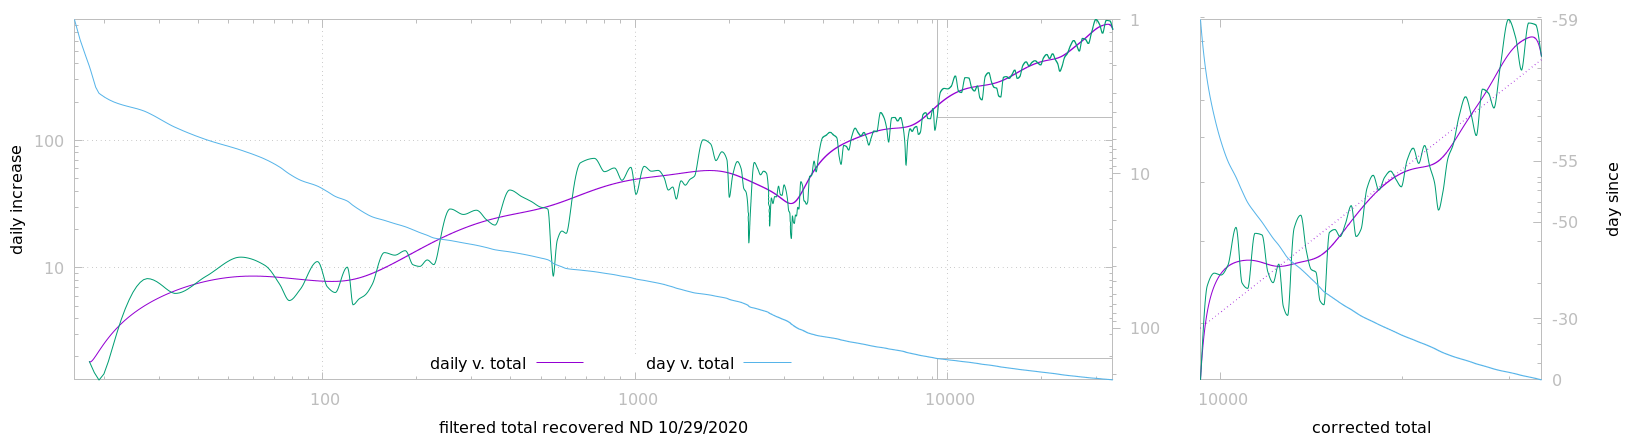 daily increase
100
10
daily v. total
day v. total
100
1000
10000
filtered total recovered ND 10/29/2020
1
10
100
10000
corrected total
-59
-55
-50
-30
0
day since